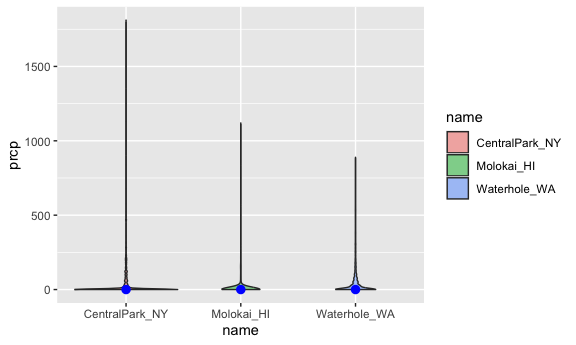 1500
1000
500
0
prcp
CentralPark_NY Molokai_HI Waterhole_WA
name
name
CentralPark_NY
Molokai_HI
Waterhole_WA